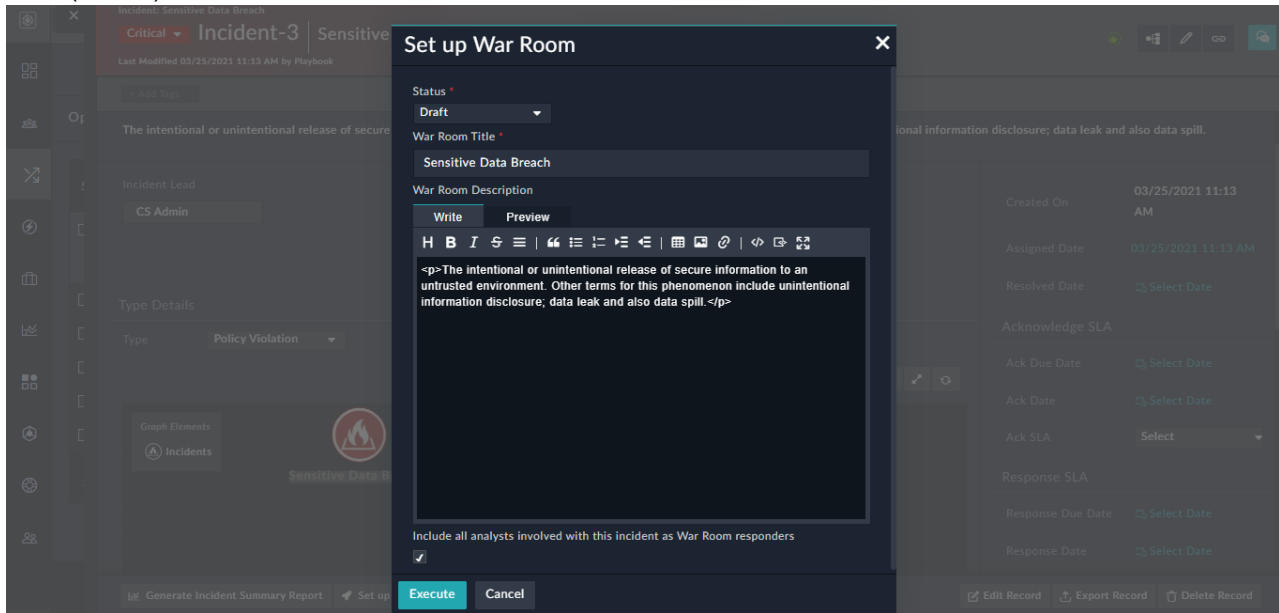 Incident: Sensitive Data Breach
Critical Incident-3 Sensitive
Last Modified 03/25/2021 11:13 AM by Playbook
+ Add Tags
The intentional or unintentional release of secure
ional information disclosure; data leak and also data spill.
Incident Lead
CS Admin
Type Details
Type Policy Violation
Graph Elements
Incidents
Sensitive Data B
Set up War Room
Status *
Draft
War Room Title *
Sensitive Data Breach
War Room Description
Write Preview
<p>The intentional or unintentional release of secure information to an
untrusted environment. Other terms for this phenomenon include unintentional
information disclosure; data leak and also data spill.</p>
Include all analysts involved with this incident as War Room responders
Execute Cancel
Created On 03/25/2021 11:13
AM
Assigned Date 03/25/2021 11:13 AM
Resolved Date Select Date
Acknowledge SLA
Ack Due Date Select Date
Ack Date Select Date
Ack SLA Select
Response SLA
Response Due Date Select Date
Response Date Select Date
Generate Incident Summary Report Set up
Edit Record Export Record Delete Record